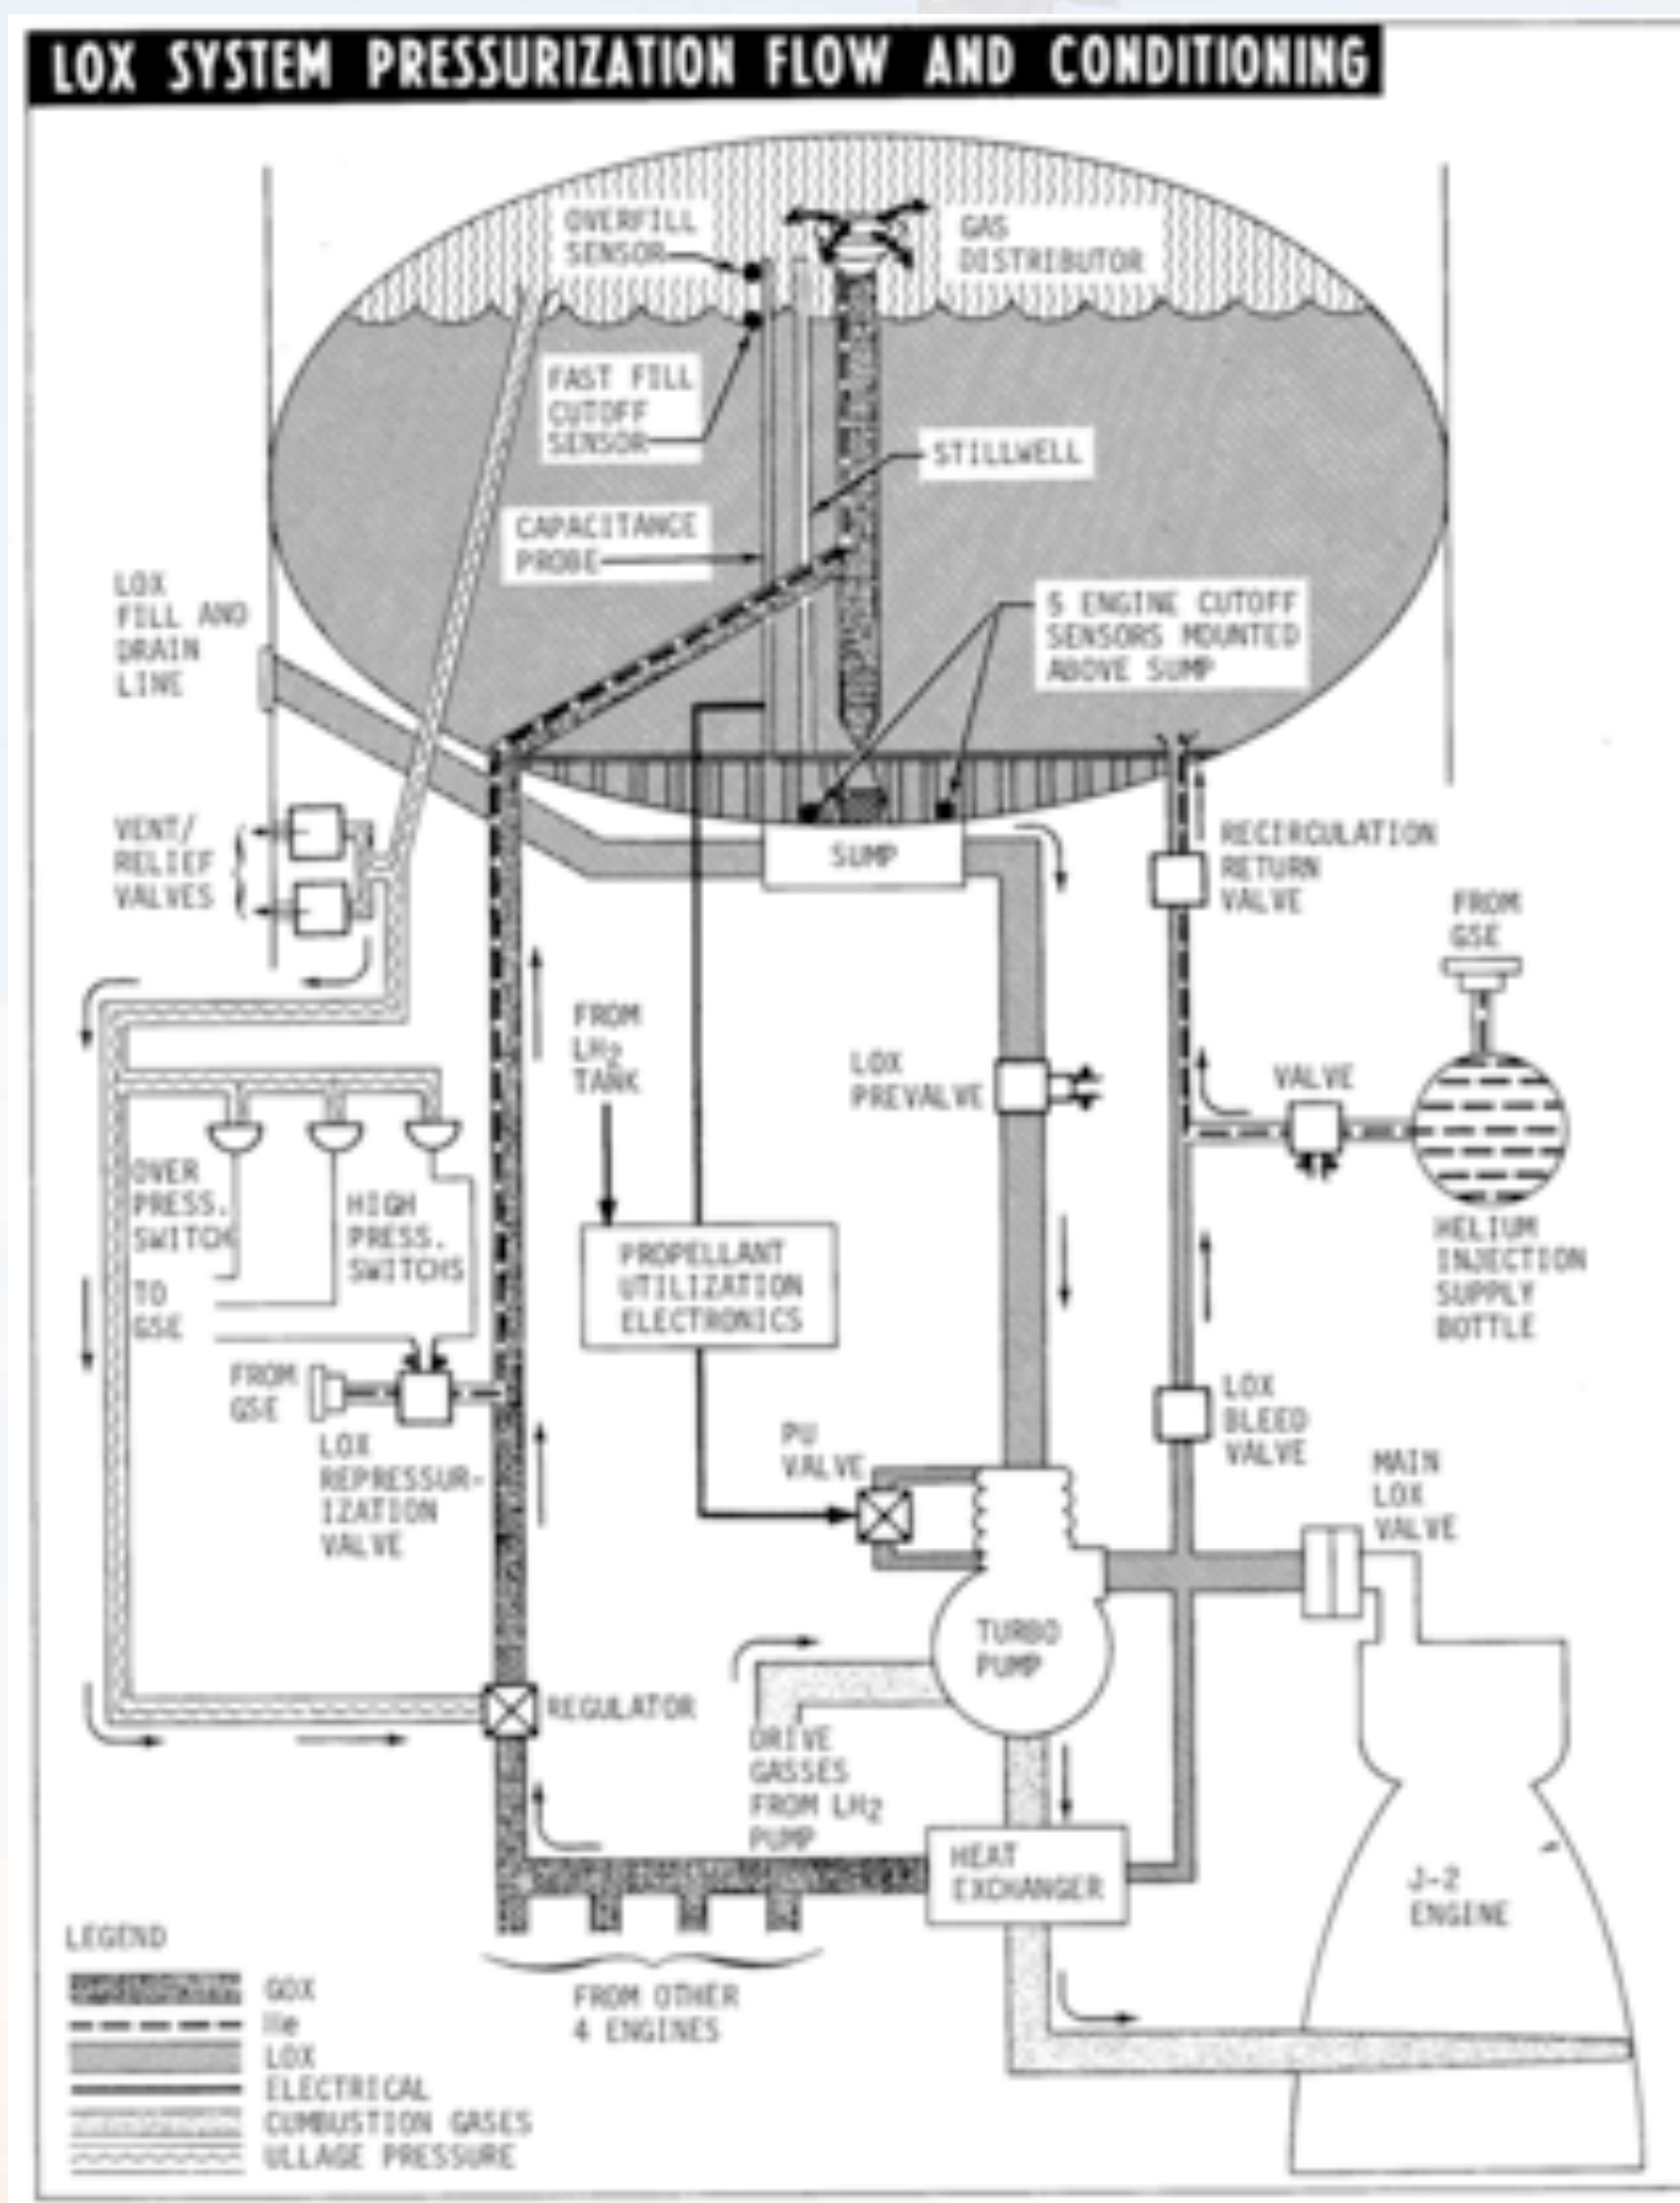 LOX SYSTEM PRESSURIZATION FLOW AND CONDITIONING
OVERFILL
SENSOR
GAS
DISTRIBUTOR
FAST FILL
CUTOFF
SENSOR
STILLWELL
CAPACITANCE
PROBE
LOX
FILL AND
DRAIN
LINE
5 ENGINE CUTOFF
SENSORS MOUNTED
ABOVE SUMP
VENT/
RELIEF
VALVES
SUMP
RECIRCULATION
RETURN
VALVE
FROM
GSE
FROM
LH2
TANK
LOX
PREVALVE
VALVE
OVER
PRESS.
SWITCH
HIGH
PRESS.
SWITCHS
TO
GSE
PROPELLANT
UTILIZATION
ELECTRONICS
HELIUM
INJECTION
SUPPLY
BOTTLE
FROM
GSE
LOX
REPRESSUR-
IZATION
VALVE
PU
VALVE
LOX
BLEED
VALVE
MAIN
LOX
VALVE
TURBO
PUMP
REGULATOR
DRIVE
GASSES
FROM LH2
PUMP
HEAT
EXCHANGER
J-2
ENGINE
FROM OTHER
4 ENGINES
LEGEND
GOX
He
LOX
ELECTRICAL
CUMBUSTION GASES
ULLAGE PRESSURE